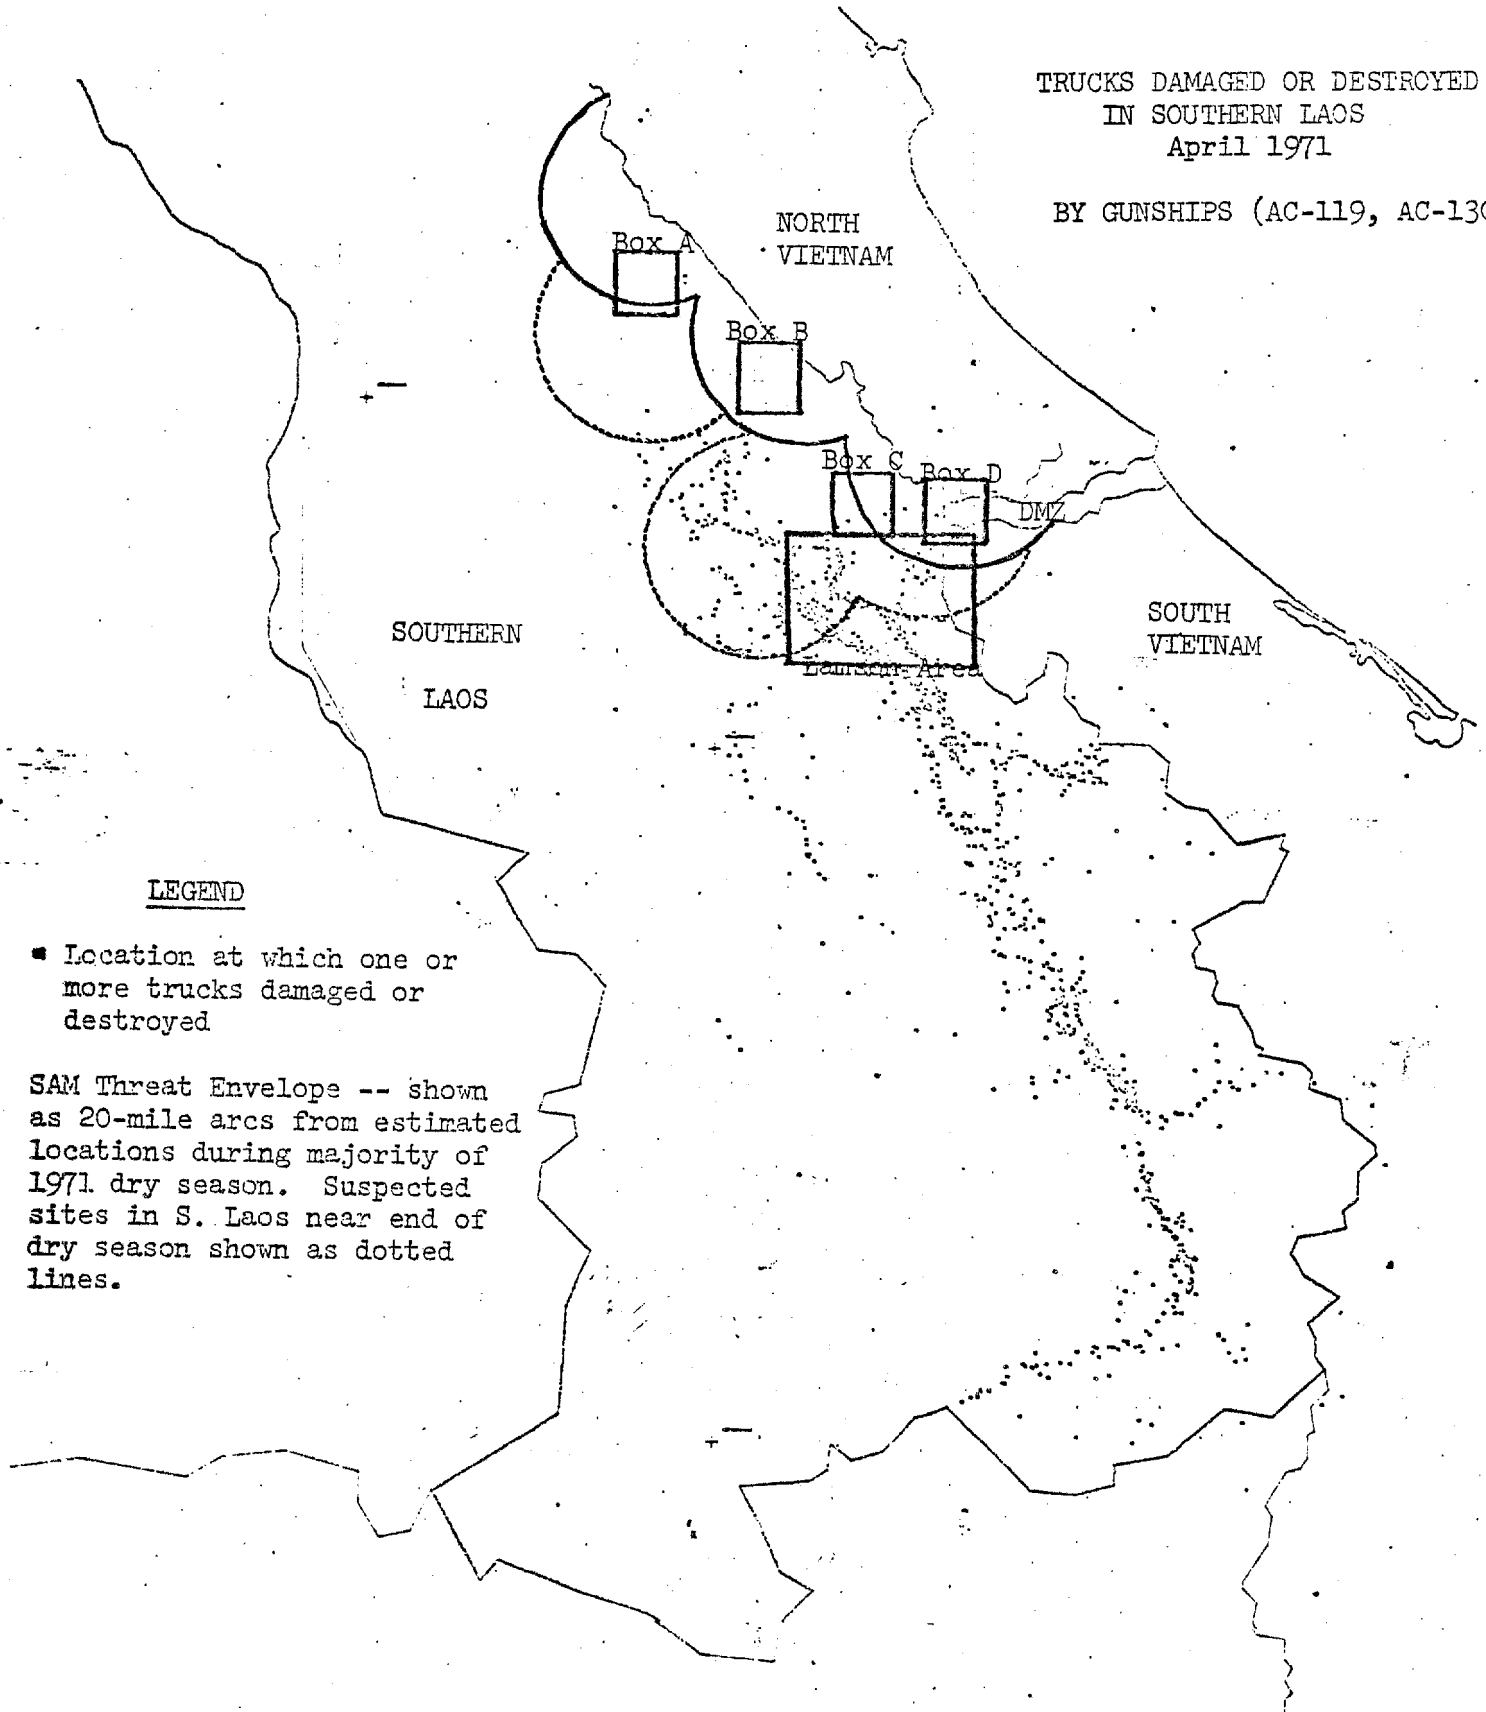 TRUCKS DAMAGED OR DESTROYED
IN SOUTHERN LAOS
April 1971
BY GUNSHIPS (AC-119, AC-130
NORTH
VIETNAM
Box A
Box B
Box C
Box D
DMZ
SOUTHERN
LAOS
SOUTH
VIETNAM
Lamson Area
LEGEND
Location at which one or
more trucks damaged or
destroyed
SAM Threat Envelope -- shown
as 20-mile arcs from estimated
locations during majority of
1971 dry season. Suspected
sites in S. Laos near end of
dry season shown as dotted
lines.